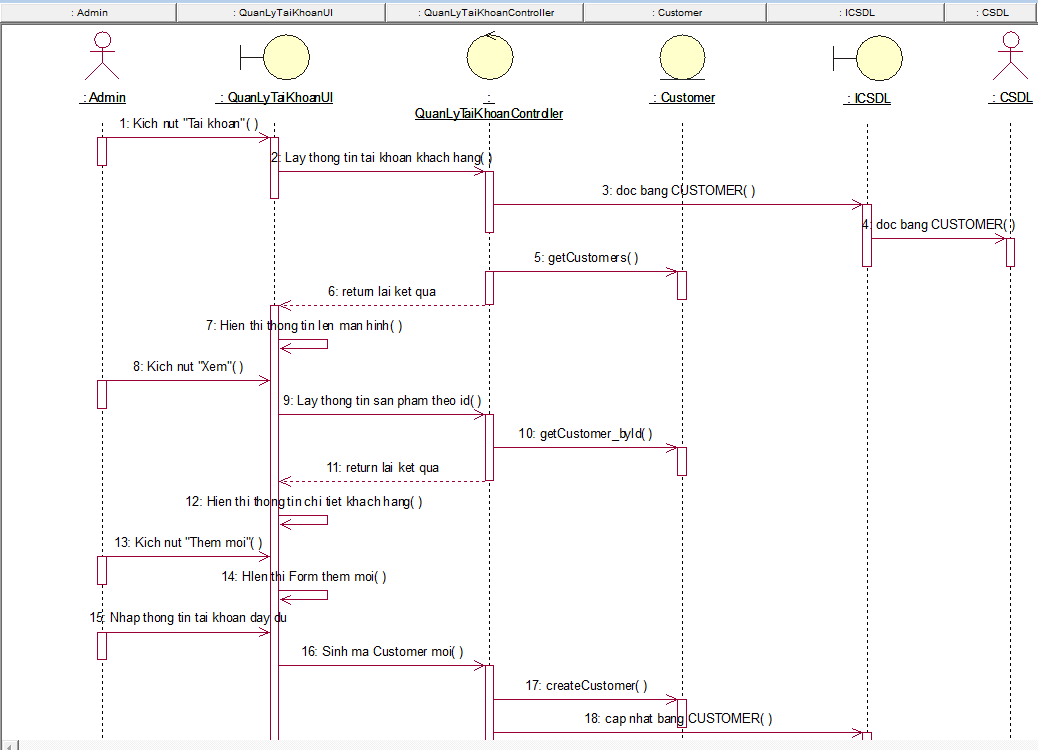 : Admin
: QuanLyTaiKhoanUI
: QuanLyTaiKhoanController
: Customer
: ICSDL
: CSDL
: Admin
: QuanLyTaiKhoanUI
:
QuanLyTaiKhoanController
: Customer
: ICSDL
: CSDL
1: Kich nut "Tai khoan"( )
2: Lay thong tin tai khoan khach hang( )
3: doc bang CUSTOMER( )
4: doc bang CUSTOMER( )
5: getCustomers( )
6: return lai ket qua
7: Hien thi thong tin len man hinh( )
8: Kich nut "Xem"( )
9: Lay thong tin san pham theo id( )
10: getCustomer_byId( )
11: return lai ket qua
12: Hien thi thong tin chi tiet khach hang( )
13: Kich nut "Them moi"( )
14: HIen thi Form them moi( )
15: Nhap thong tin tai khoan day du
16: Sinh ma Customer moi( )
17: createCustomer( )
18: cap nhat bang CUSTOMER( )